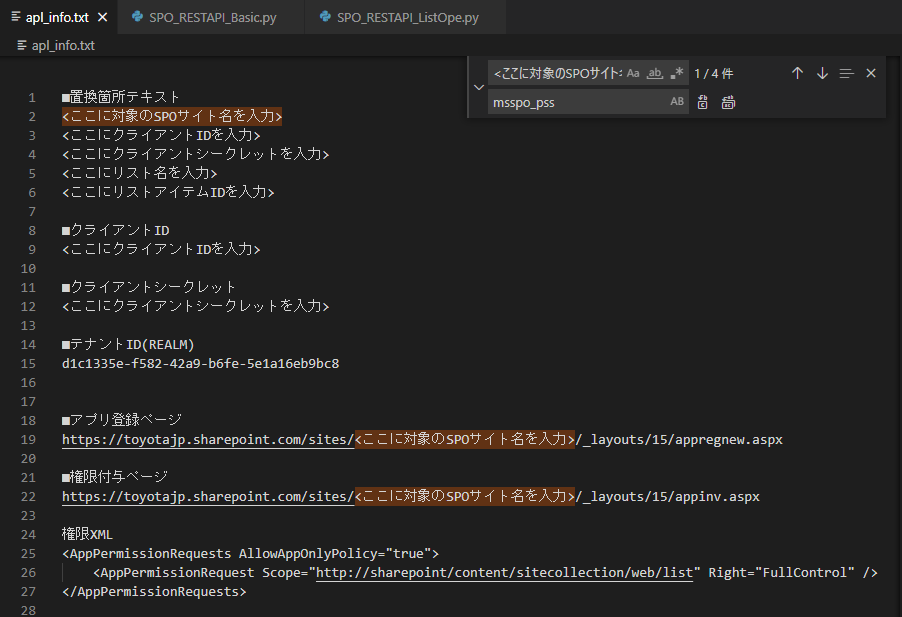 apl_info.txt
SPO_RESTAPI_Basic.py
SPO_RESTAPI_ListOpe.py
apl_info.txt
<ここに対象のSPOサイト:
Aa
ab
.*
1 / 4 件
msspo_pss
AB
1 ■置換箇所テキスト
2 <ここに対象のSPOサイト名を入力>
3 <ここにクライアントIDを入力>
4 <ここにクライアントシークレットを入力>
5 <ここにリスト名を入力>
6 <ここにリストアイテムIDを入力>
7
8 ■クライアントID
9 <ここにクライアントIDを入力>
10
11 ■クライアントシークレット
12 <ここにクライアントシークレットを入力>
13
14 ■テナントID(REALM)
15 d1c1335e-f582-42a9-b6fe-5e1a16eb9bc8
16
17
18 ■アプリ登録ページ
19 https://toyotajp.sharepoint.com/sites/<ここに対象のSPOサイト名を入力>/_layouts/15/appregnew.aspx
20
21 ■権限付与ページ
22 https://toyotajp.sharepoint.com/sites/<ここに対象のSPOサイト名を入力>/_layouts/15/appinv.aspx
23
24 権限XML
25 <AppPermissionRequests AllowAppOnlyPolicy="true">
26 <AppPermissionRequest Scope="http://sharepoint/content/sitecollection/web/list" Right="FullControl" />
27 </AppPermissionRequests>
28